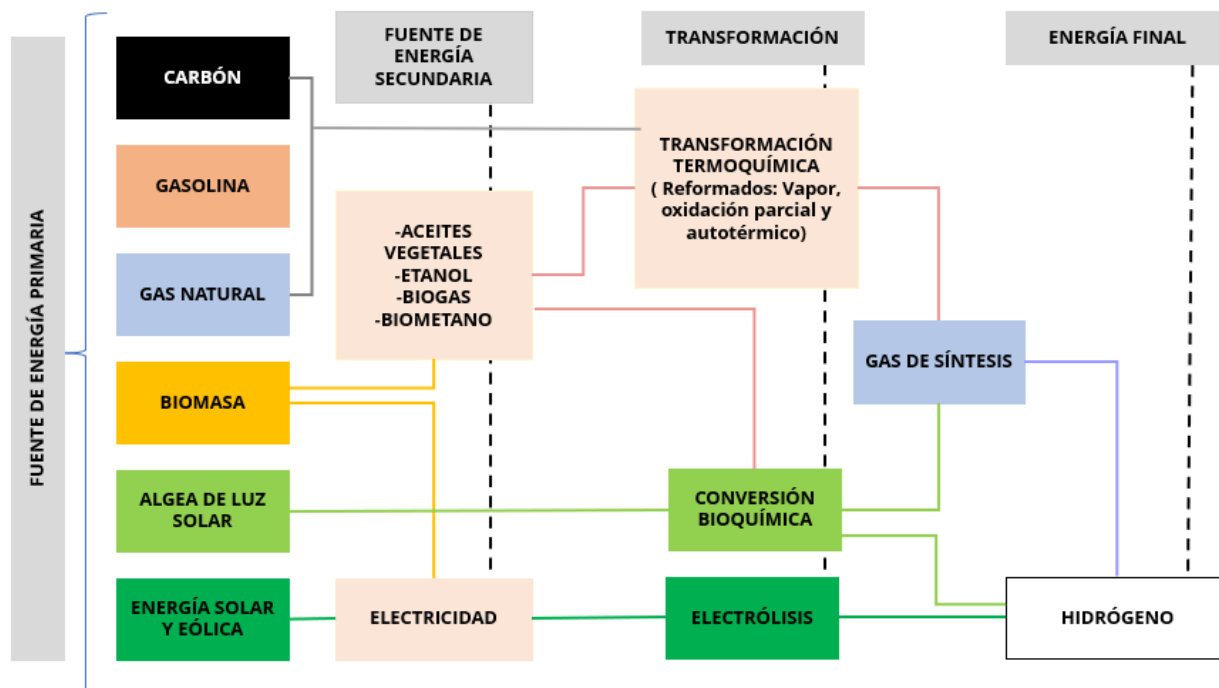 FUENTE DE ENERGÍA PRIMARIA
CARBÓN
GASOLINA
GAS NATURAL
BIOMASA
ALGEA DE LUZ
SOLAR
ENERGÍA SOLAR
Y EÓLICA
FUENTE DE
ENERGÍA
SECUNDARIA
-ACEITES
VEGETALES
-ETANOL
-BIOGAS
-BIOMETANO
ELECTRICIDAD
TRANSFORMACIÓN
TRANSFORMACIÓN
TERMOQUÍMICA
( Reformados: Vapor,
oxidación parcial y
autotérmico)
CONVERSIÓN
BIOQUÍMICA
ELECTRÓLISIS
GAS DE SÍNTESIS
ENERGÍA FINAL
HIDRÓGENO